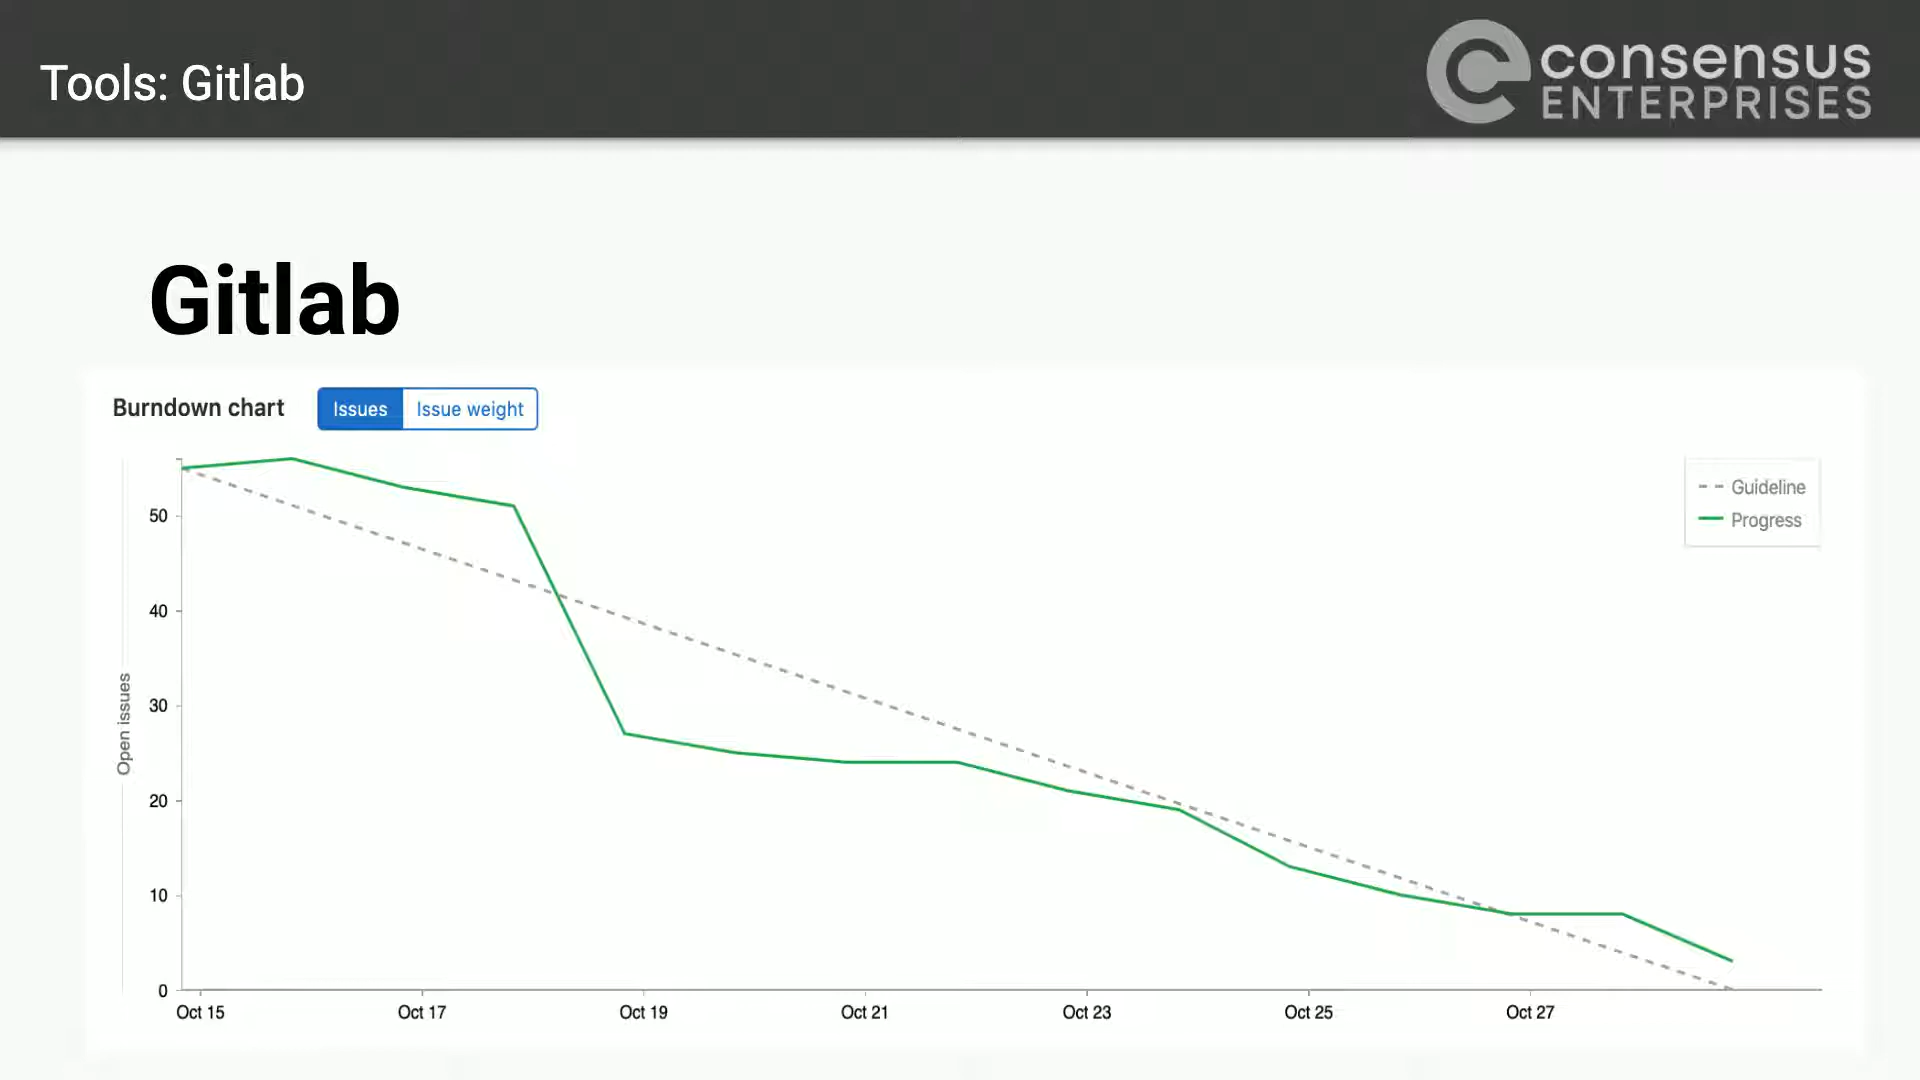 Tools: Gitlab
consensus
ENTERPRISES
Gitlab
Burndown chart
Issues
Issue weight
Guideline
Progress
Open issues
50
40
30
20
10
0
Oct 15
Oct 17
Oct 19
Oct 21
Oct 23
Oct 25
Oct 27